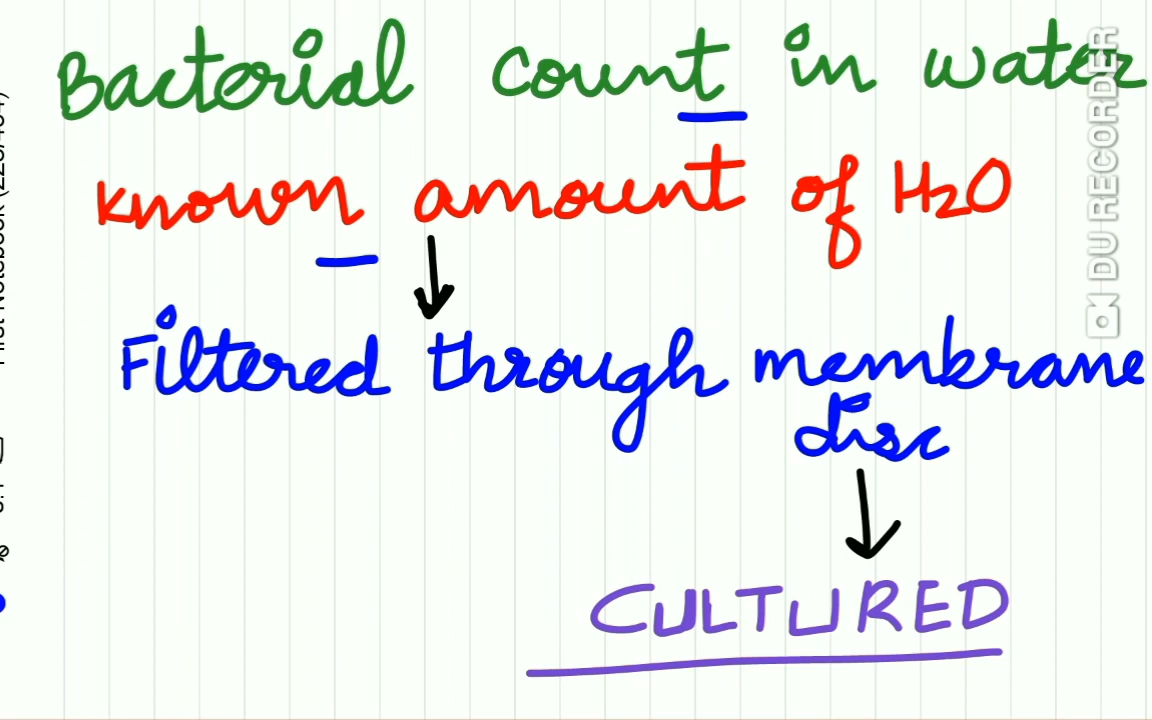 Bacterial count in water
known amount of H2O
Filtered through membrane
disc
CULTURED
DU RECORDER